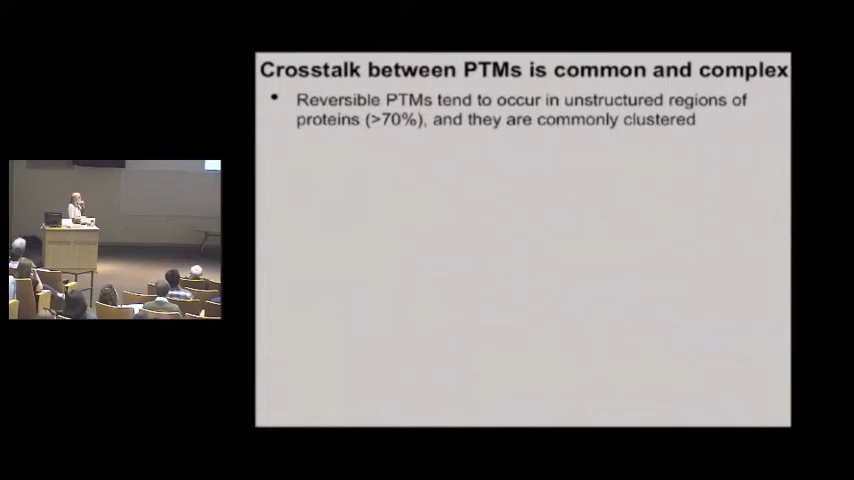 Crosstalk between PTMs is common and complex
• Reversible PTMs tend to occur in unstructured regions of
proteins (>70%), and they are commonly clustered